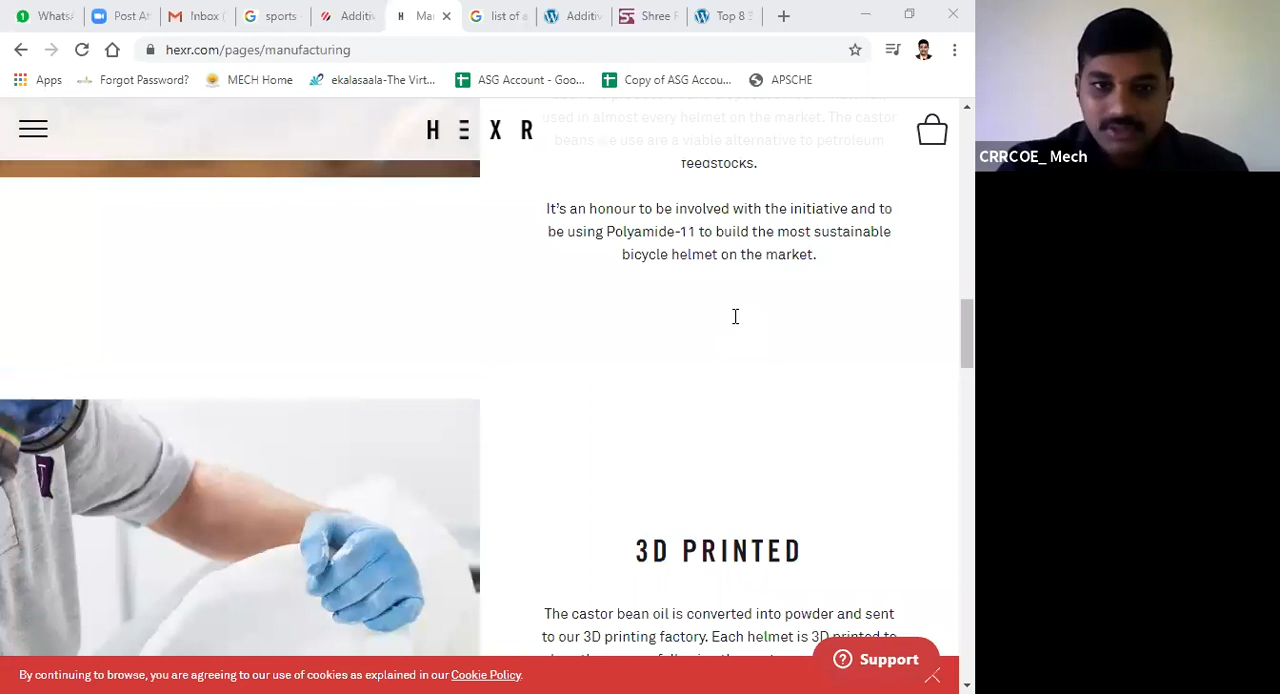 WhatsA
Post At
Inbox (
sports
Additiv
Mar
list of a
Additiv
Shree R
Top 8 3
hexr.com/pages/manufacturing
Apps
Forgot Password?
MECH Home
ekalasaala-The Virt...
ASG Account - Goo...
Copy of ASG Accou...
APSCHE
HEXR
used in almost every helmet on the market. The castor
beans we use are a viable alternative to petroleum
feedstocks.
It's an honour to be involved with the initiative and to
be using Polyamide-11 to build the most sustainable
bicycle helmet on the market.
3D PRINTED
The castor bean oil is converted into powder and sent
to our 3D printing factory. Each helmet is 3D printed to
Support
By continuing to browse, you are agreeing to our use of cookies as explained in our Cookie Policy.
CRRCOE_ Mech